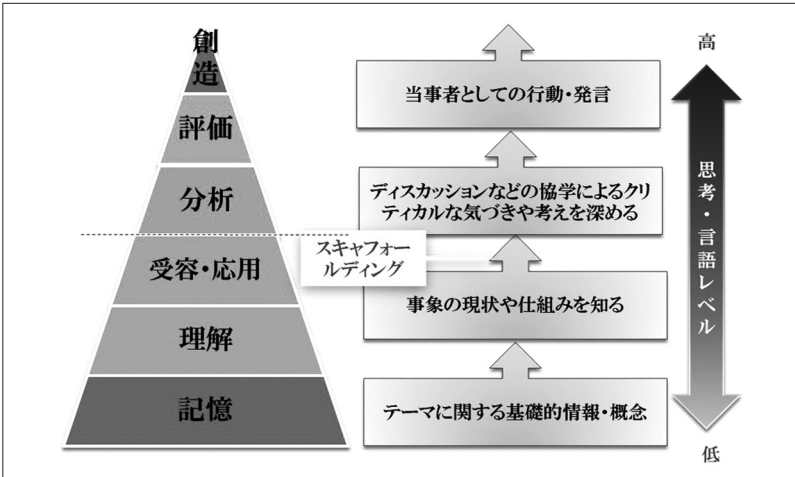 創
造
評価
分析
受容・応用
理解
記憶
当事者としての行動・発言
ディスカッションなどの協学によるクリ
ティカルな気づきや考えを深める
スキャフォー
ルディング
事象の現状や仕組みを知る
テーマに関する基礎的情報・概念
高
思考・言語レベル
低